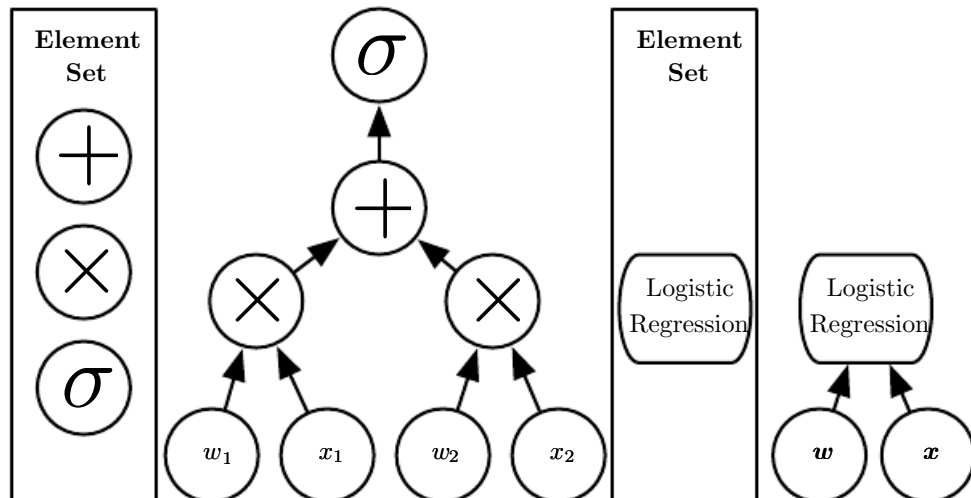 Element
Set
+
×
σ
σ
+
×
×
w₁
x₁
w₂
x₂
Element
Set
Logistic
Regression
Logistic
Regression
w
x